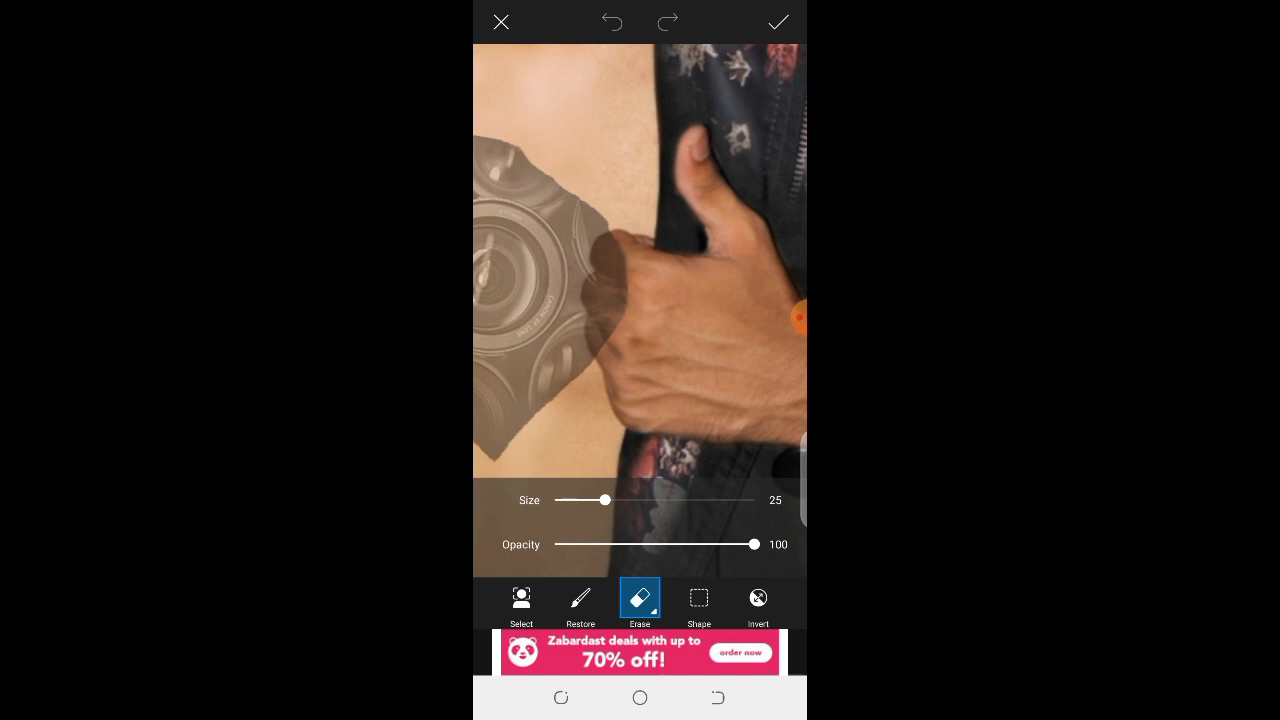 Size 25
Opacity 100
Select Restore Erase Shape Invert
Zabardast deals with up to
70% off!
order now